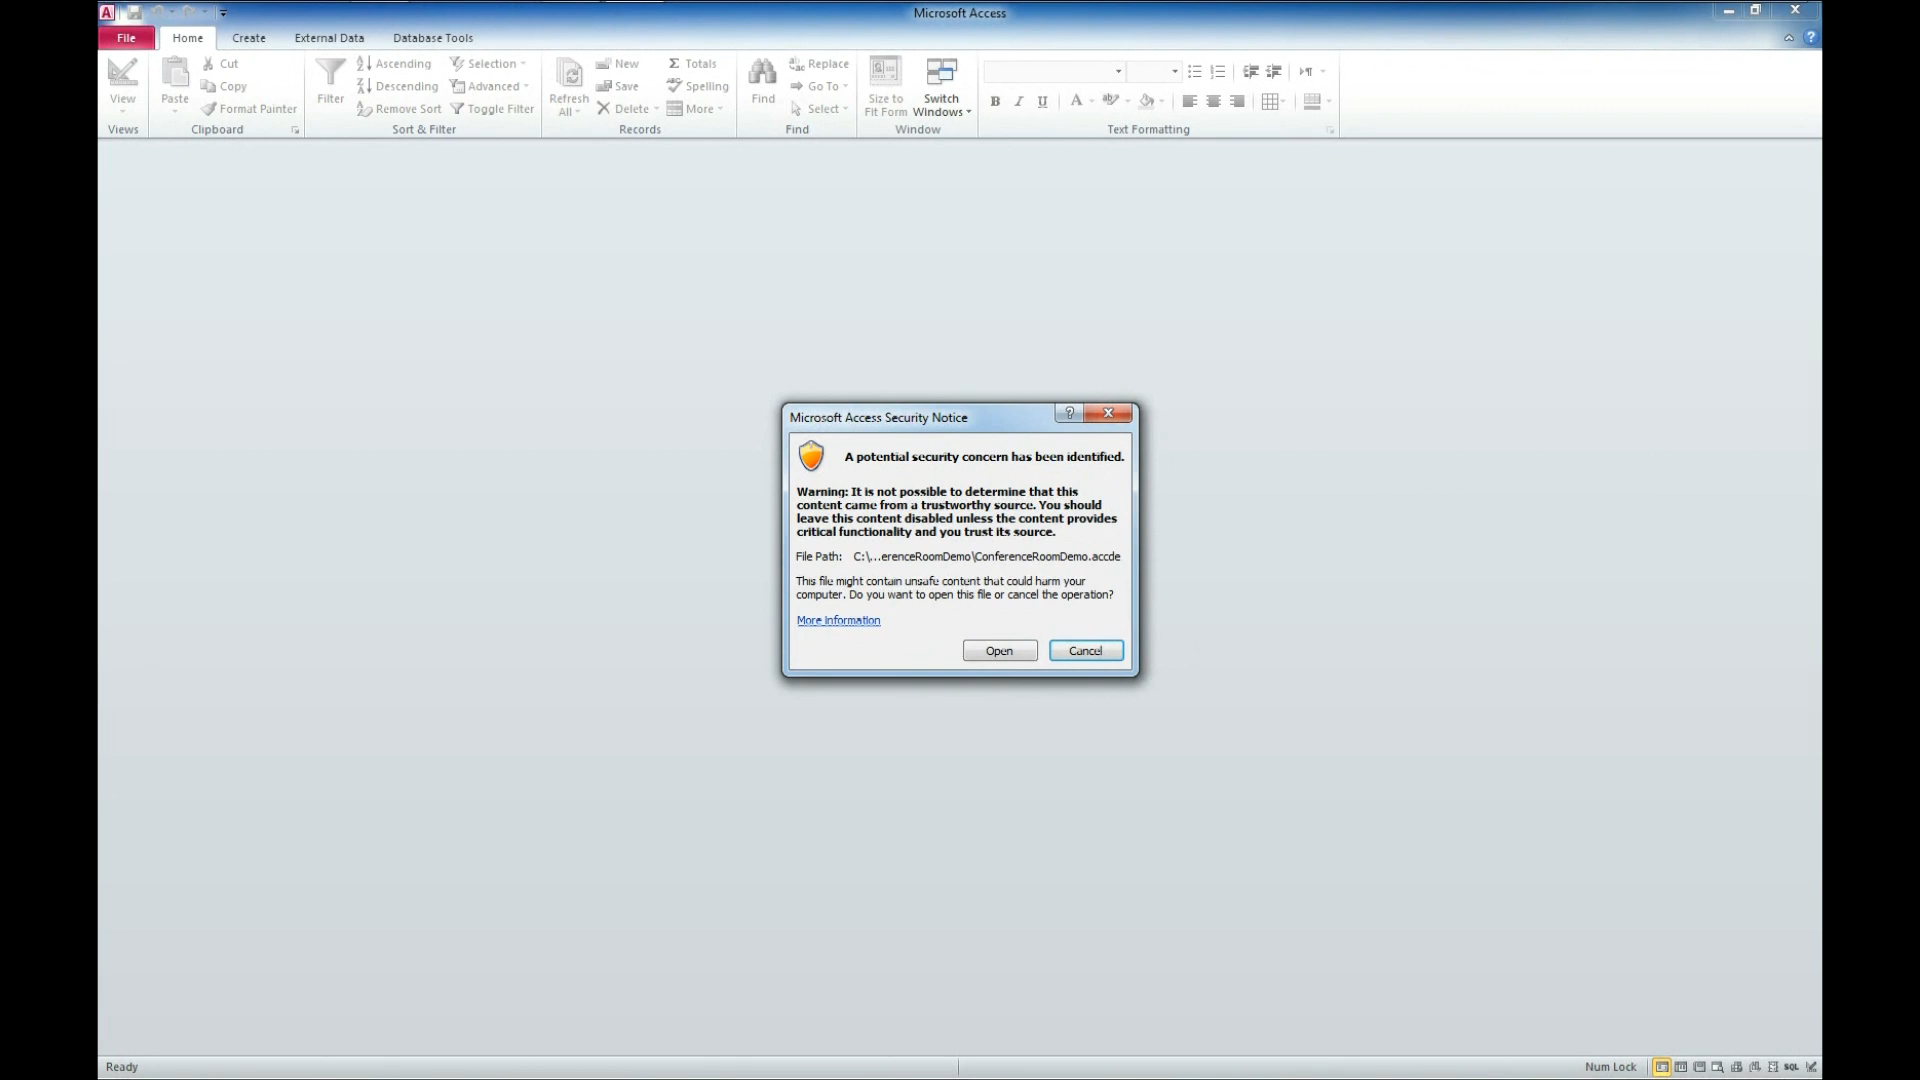 Microsoft Access
File Home Create External Data Database Tools
View
Views
Paste
Cut
Copy
Format Painter
Clipboard
Filter
Ascending
Descending
Remove Sort
Selection
Advanced
Toggle Filter
Sort & Filter
Refresh
All
New
Save
Delete
Totals
Spelling
More
Records
Find
Replace
Go To
Select
Find
Size to
Fit Form
Switch
Windows
Window
B I U A
Text Formatting
Microsoft Access Security Notice
A potential security concern has been identified.
Warning: It is not possible to determine that this
content came from a trustworthy source. You should
leave this content disabled unless the content provides
critical functionality and you trust its source.
File Path: C:\...erenceRoomDemo\ConferenceRoomDemo.accde
This file might contain unsafe content that could harm your
computer. Do you want to open this file or cancel the operation?
More information
Open Cancel
Ready Num Lock SQL